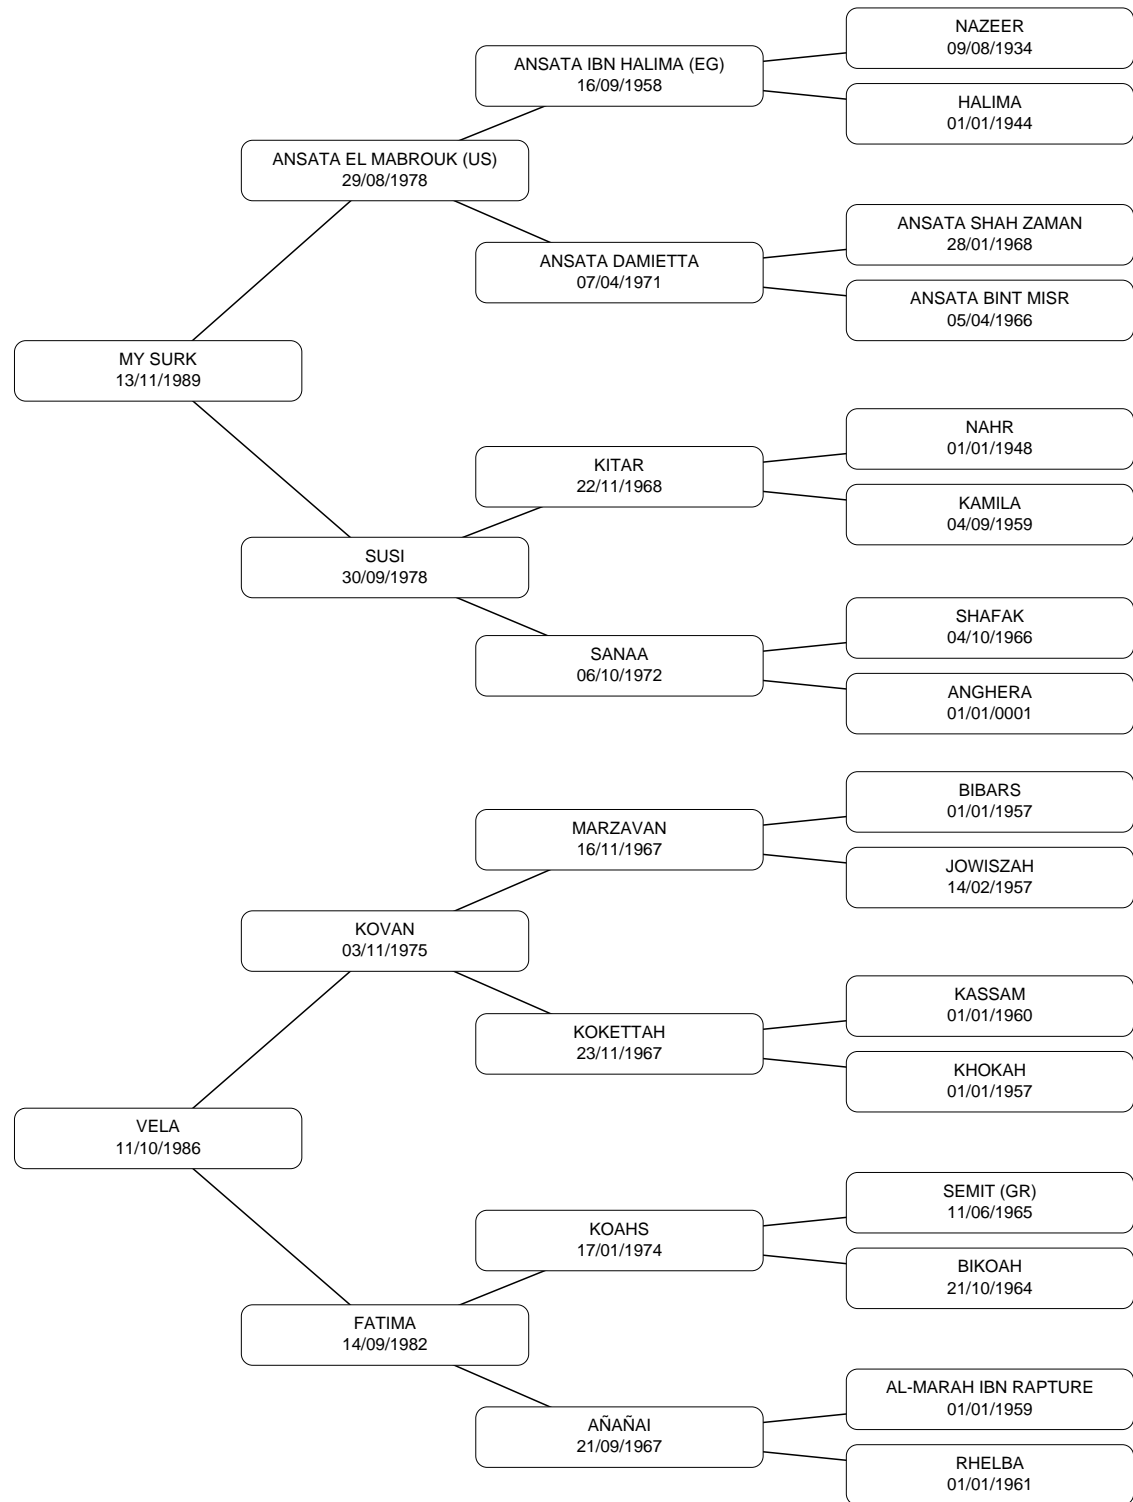 NAZEER
09/08/1934
ANSATA IBN HALIMA (EG)
16/09/1958
HALIMA
01/01/1944
ANSATA EL MABROUK (US)
29/08/1978
ANSATA SHAH ZAMAN
28/01/1968
ANSATA DAMIETTA
07/04/1971
ANSATA BINT MISR
05/04/1966
MY SURK
13/11/1989
NAHR
01/01/1948
KITAR
22/11/1968
KAMILA
04/09/1959
SUSI
30/09/1978
SHAFAK
04/10/1966
SANAA
06/10/1972
ANGHERA
01/01/0001
BIBARS
01/01/1957
MARZAVAN
16/11/1967
JOWISZAH
14/02/1957
KOVAN
03/11/1975
KASSAM
01/01/1960
KOKETTAH
23/11/1967
KHOKAH
01/01/1957
VELA
11/10/1986
SEMIT (GR)
11/06/1965
KOAHS
17/01/1974
BIKOAH
21/10/1964
FATIMA
14/09/1982
AL-MARAH IBN RAPTURE
01/01/1959
AÑAÑAI
21/09/1967
RHELBA
01/01/1961